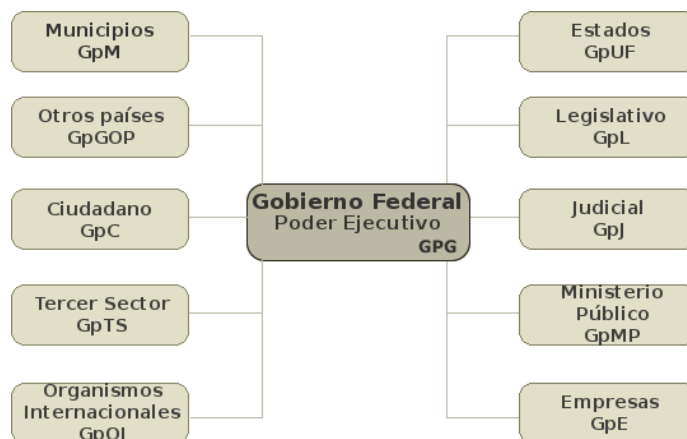 Municipios
GpM
Otros países
GpGOP
Ciudadano
GpC
Tercer Sector
GpTS
Organismos
Internacionales
GpOI
Gobierno Federal
Poder Ejecutivo
GPG
Estados
GpUF
Legislativo
GpL
Judicial
GpJ
Ministerio
Público
GpMP
Empresas
GpE